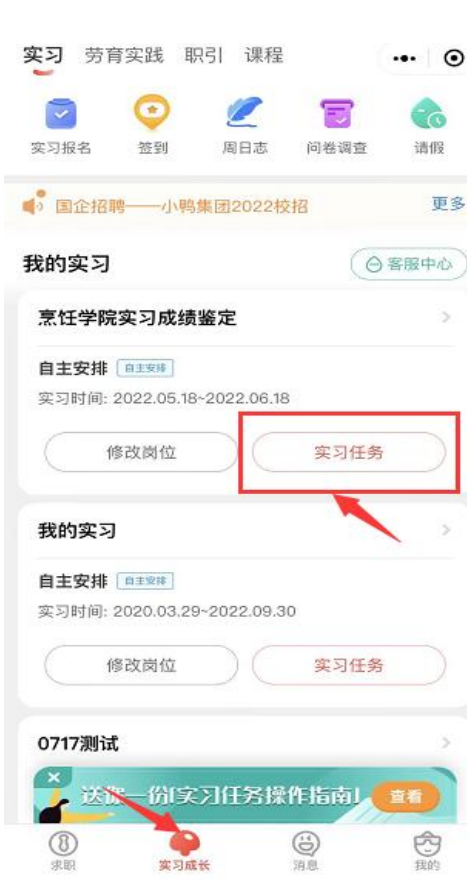 实习 劳育实践 职引 课程
实习报名 签到 周日志 问卷调查 请假
国企招聘——小鸭集团2022校招 更多
我的实习 客服中心
烹饪学院实习成绩鉴定
自主安排 自主安排
实习时间: 2022.05.18~2022.06.18
修改岗位 实习任务
我的实习
自主安排 自主安排
实习时间: 2020.03.29~2022.09.30
修改岗位 实习任务
0717测试
送你一份「实习任务操作指南」 查看
求职 实习成长 消息 我的